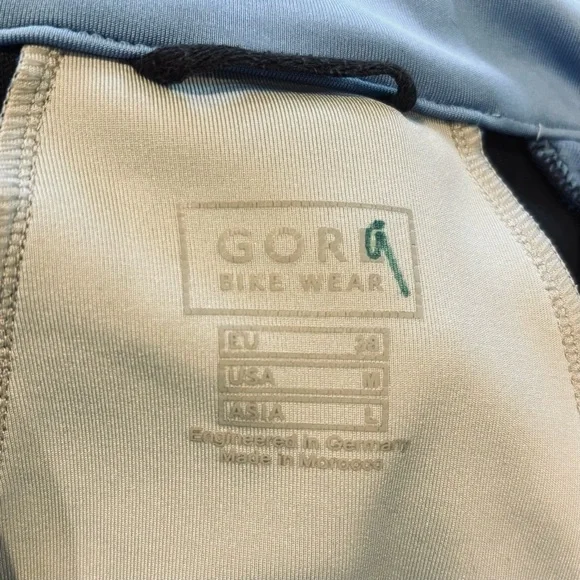 GORE
BIKE WEAR
EU 38
USA M
ASIA L
Engineered in Germany
Made in Morocco